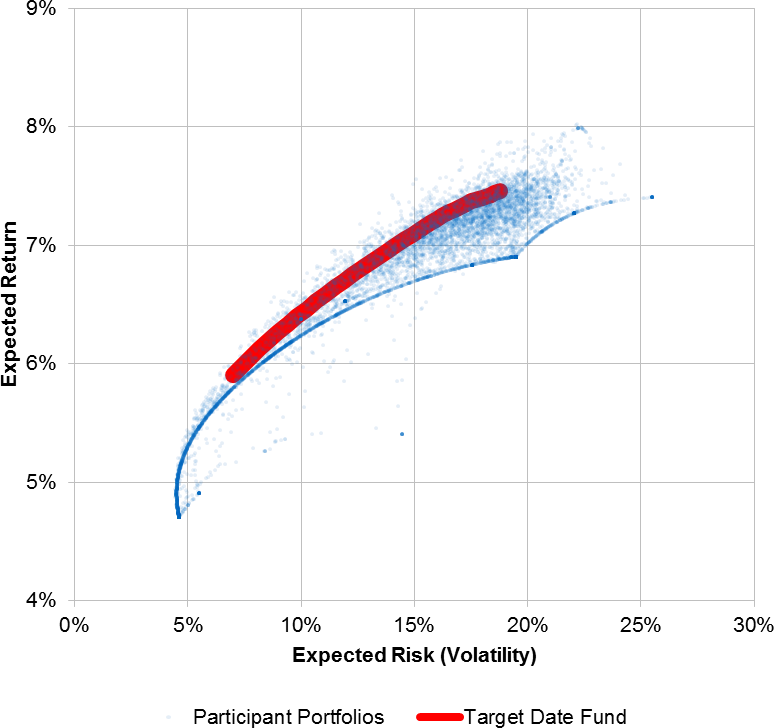 9%
8%
7%
6%
5%
4%
Expected Return
0% 5% 10% 15% 20% 25% 30%
Expected Risk (Volatility)
Participant Portfolios Target Date Fund